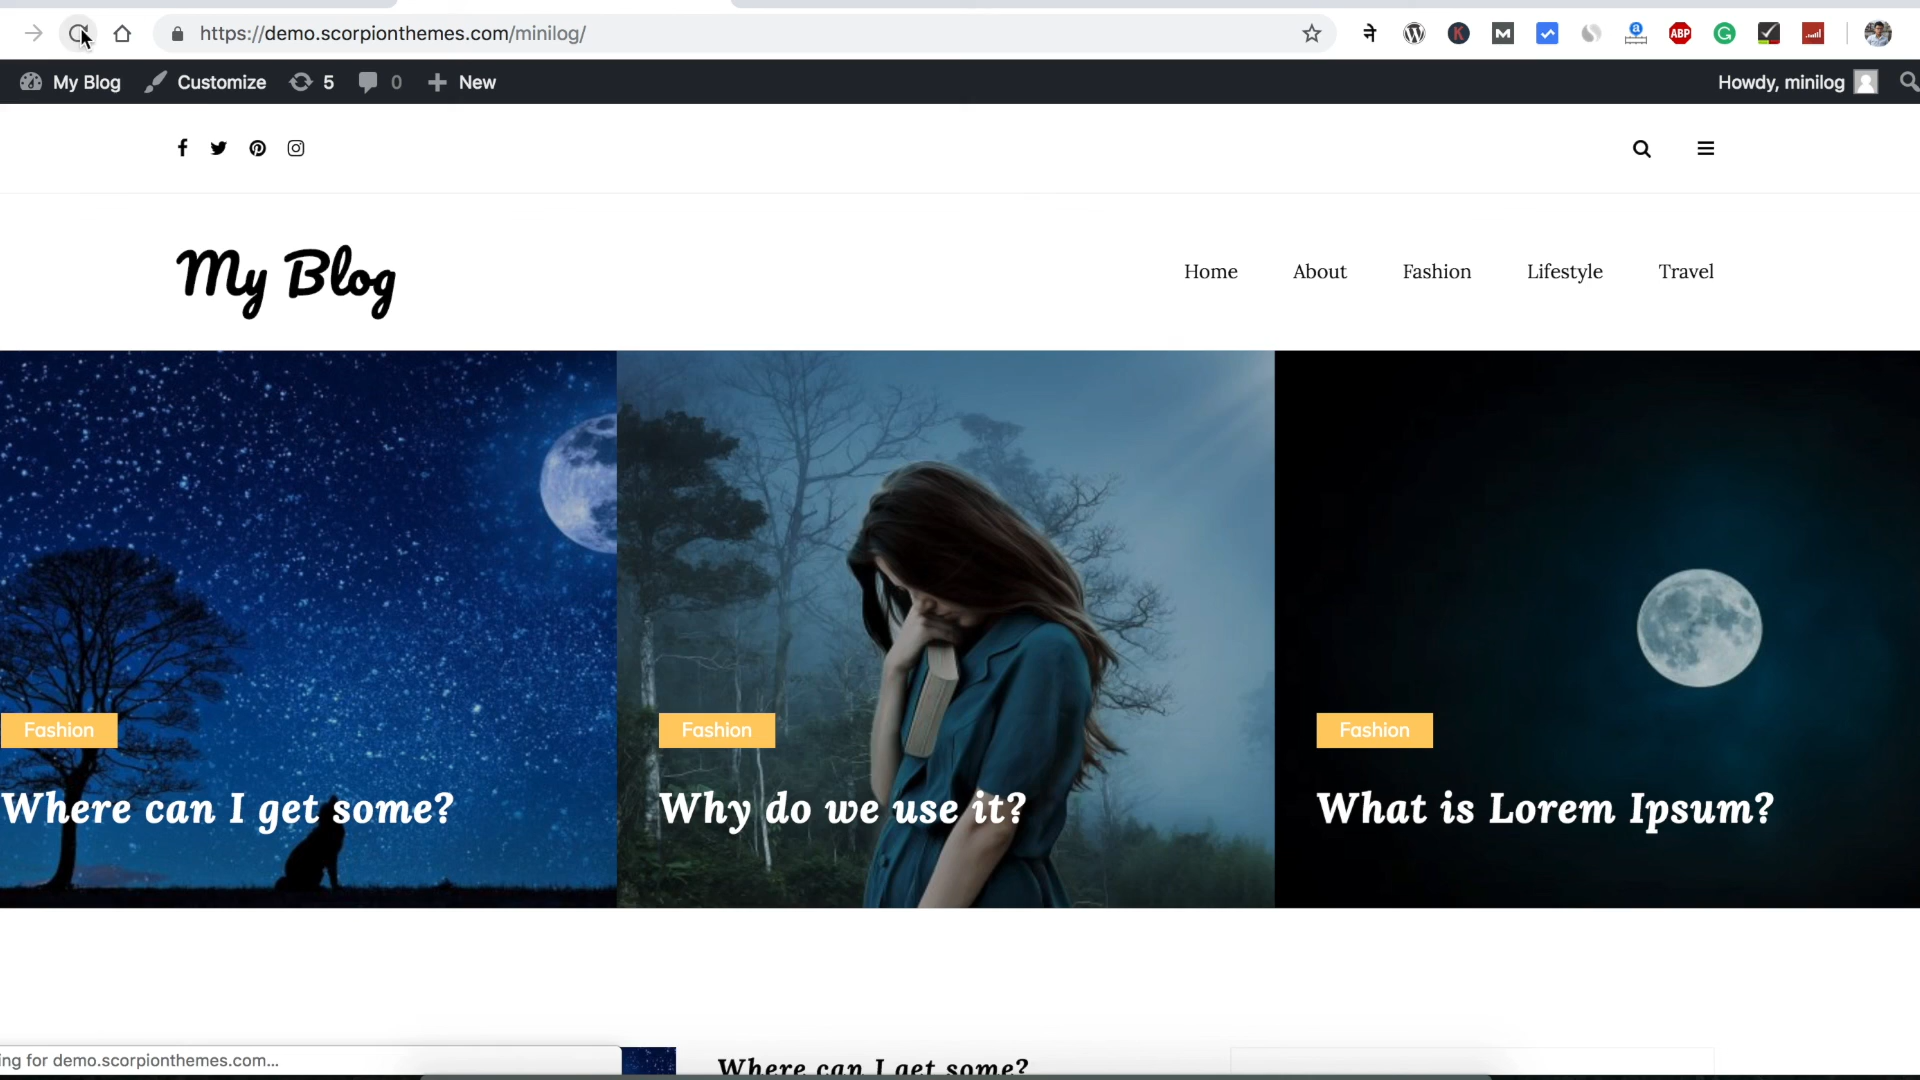 https://demo.scorpionthemes.com/minilog/
ने
ABP
My Blog Customize 5 0 New Howdy, minilog
My Blog
Home About Fashion Lifestyle Travel
Fashion Fashion Fashion
Where can I get some? Why do we use it? What is Lorem Ipsum?
ing for demo.scorpionthemes.com...
Where can I get some?